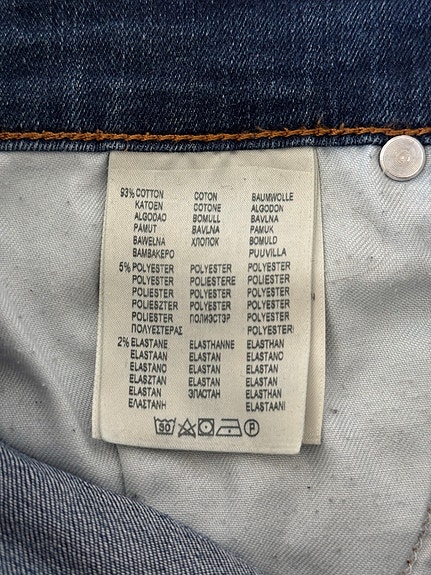 93% COTTON COTON BAUMWOLLE
KATOEN COTONE ALGODON
ALGODAO BOMULL BAVLNA
PAMUT BAVLNA PAMUK
BAWELNA ХЛОПОК BOMULD
ΒΑΜΒΑΚΕΡΟ PUUVILLA
5% POLYESTER POLYESTER POLYESTER
POLYESTER POLIESTERE POLIESTER
POLIESTER POLYESTER POLYESTER
POLIESZTER POLYESTER POLYESTER
POLIESTER ПОЛИЭСТЭР POLYESTER
ΠΟΛΥΕΣΤΕΡΑΣ POLYESTERI
2% ELASTANE ELASTHANNE ELASTHAN
ELASTAAN ELASTAN ELASTANO
ELASTANO ELASTAN ELASTAN
ELASZTAN ELASTAN ELASTAN
ELASTAN ЭЛАСТАН ELASTHAN
ΕΛΑΣΤΑΝΗ ELASTAANI
30 P